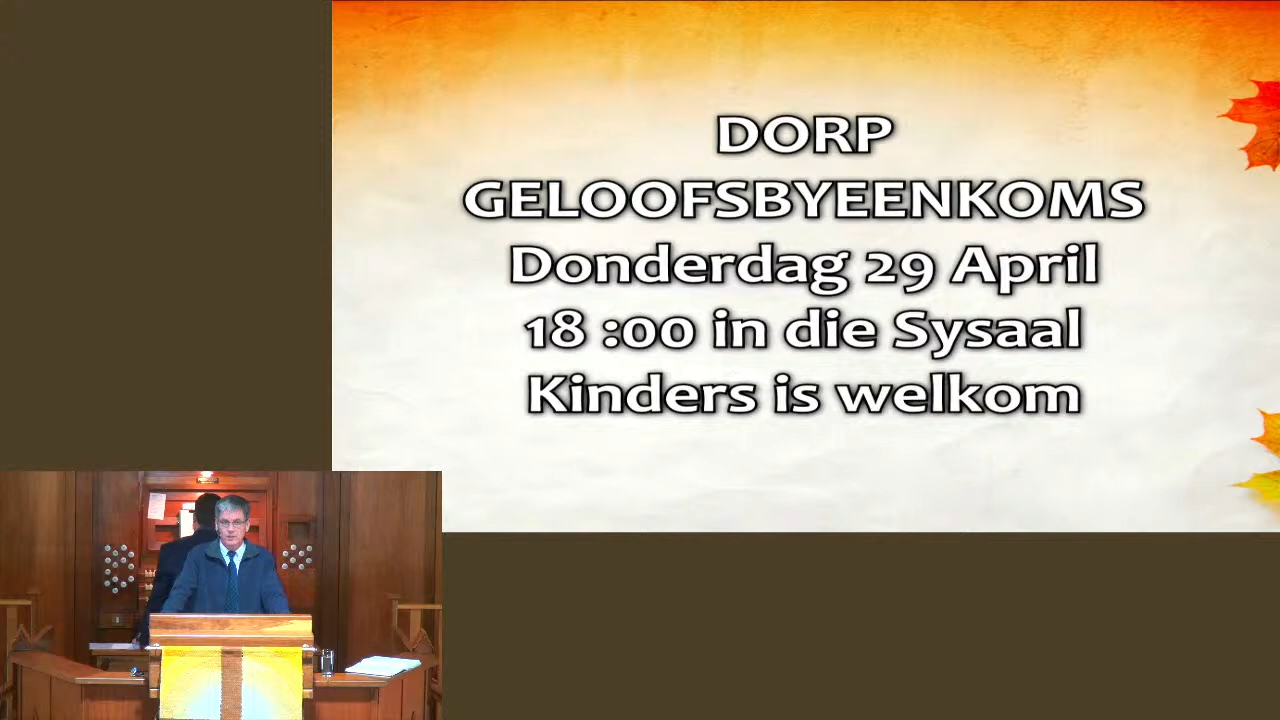 DORP
GELOOFSBYEENKOMS
Donderdag 29 April
18 :00 in die Sysaal
Kinders is welkom